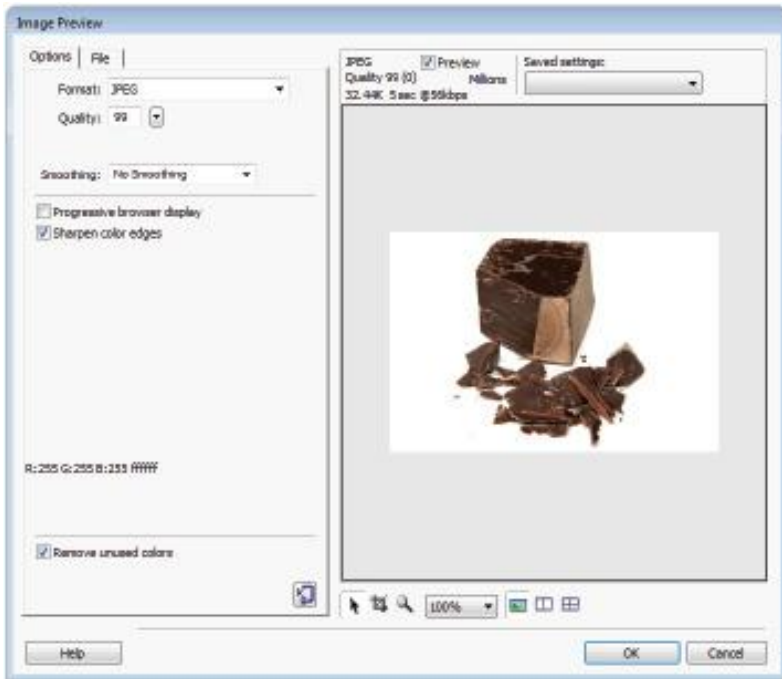 Image Preview
Options
File
Format: JPEG
Quality: 99
Smoothing: No Smoothing
Progressive browser display
Sharpen color edges
R:255 G:255 B:255 ffffff
Remove unused colors
JPEG
Preview
Saved settings:
Quality 99 (0)
Millions
32.44K 5 sec @56kbps
100%
Help
OK
Cancel